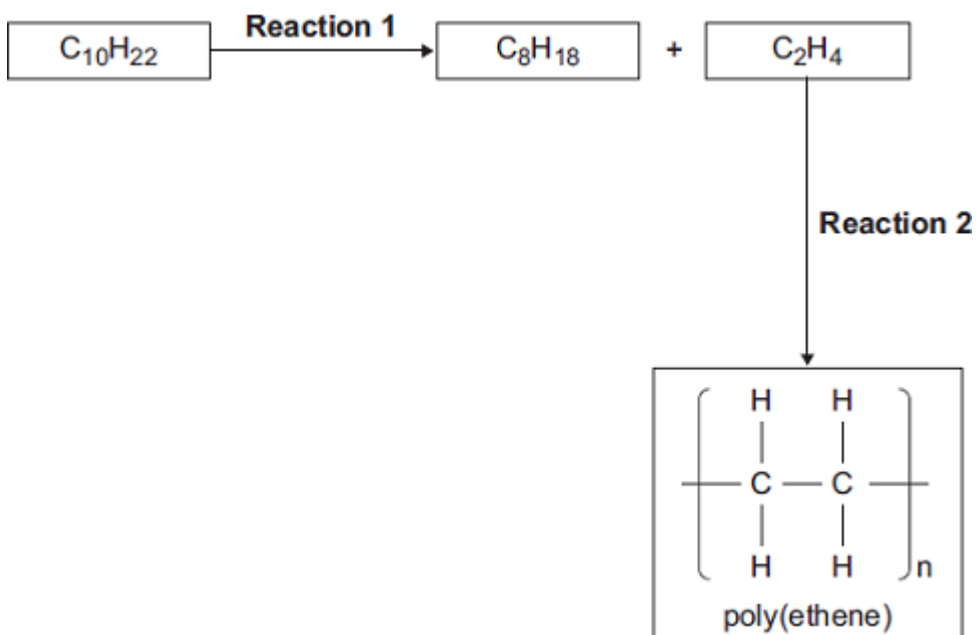 Reaction 1
C₁₀H₂₂
C₈H₁₈ + C₂H₄
Reaction 2
H H
C C
H H n
poly(ethene)